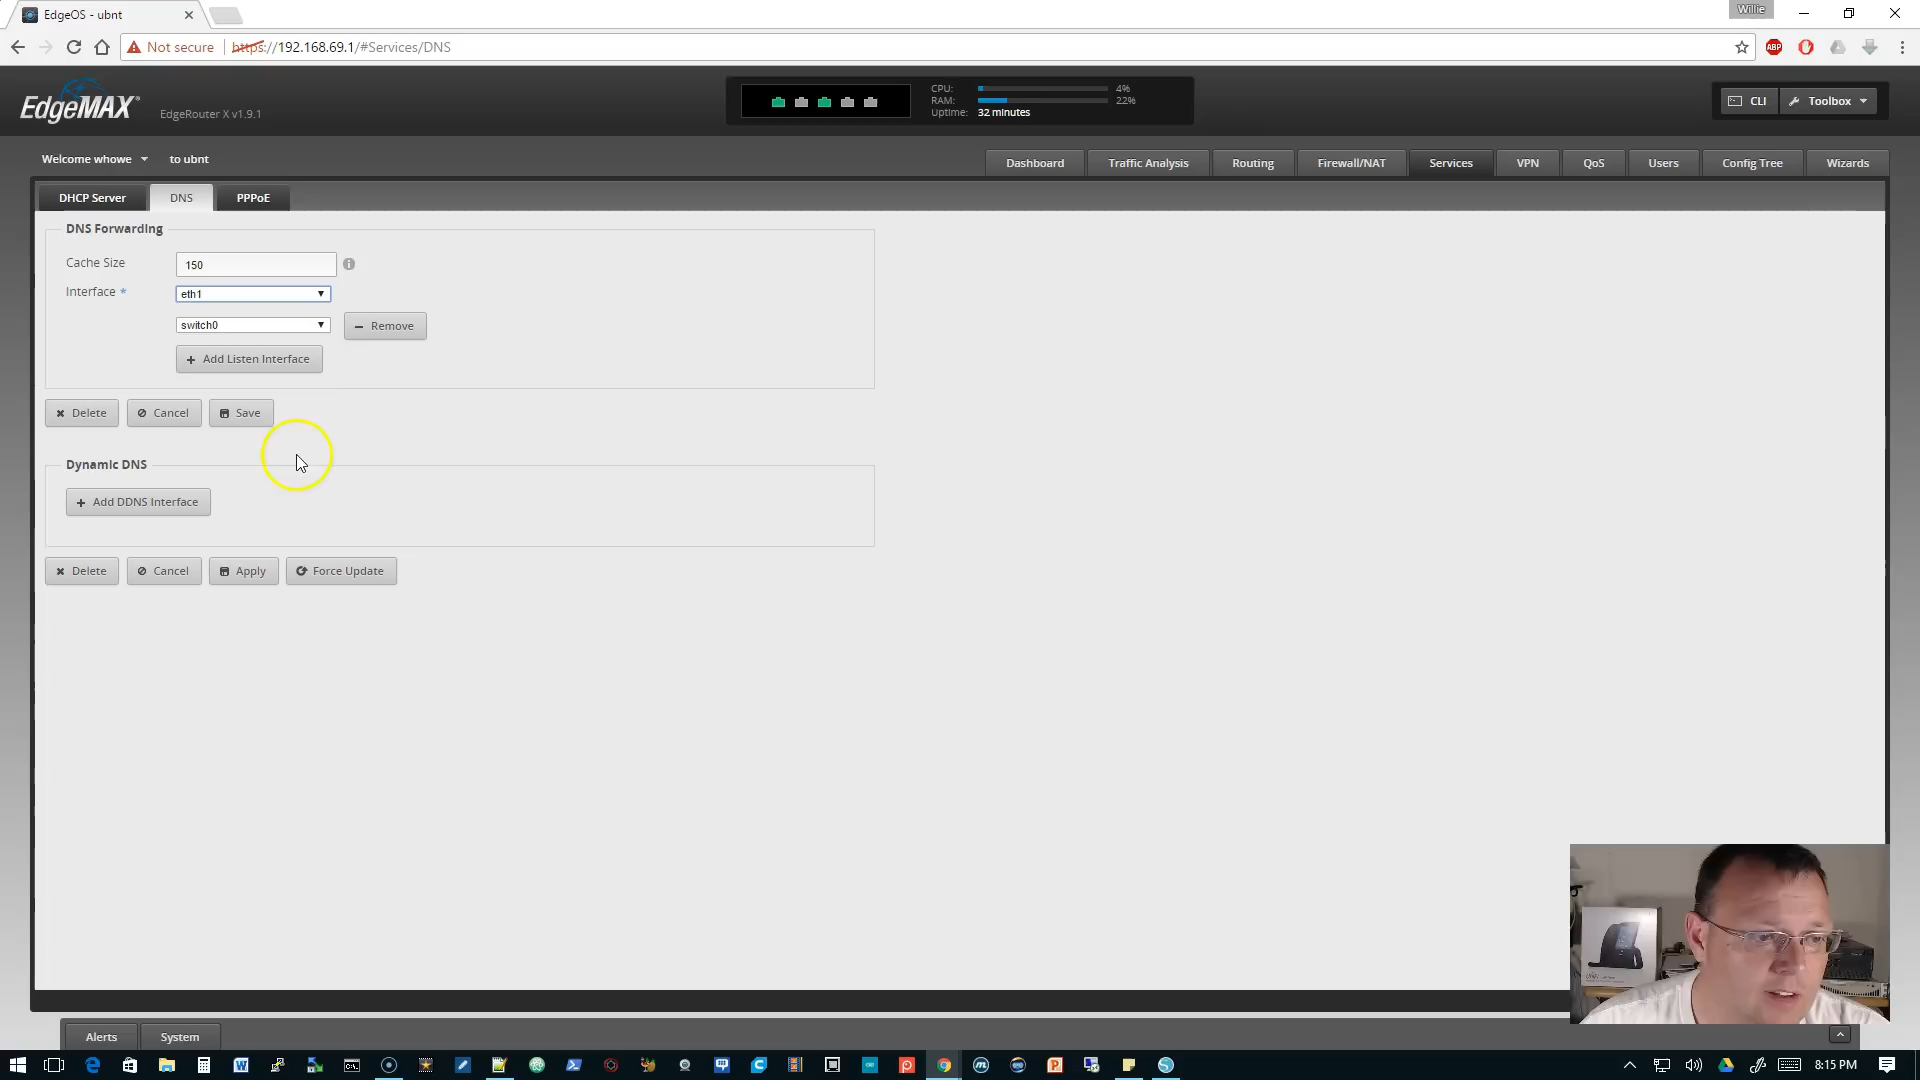 EdgeOS - ubnt
Willie
Not secure
https://192.168.69.1/#Services/DNS
ABP
EdgeMAX
EdgeRouter X v1.9.1
CPU: 4%
RAM: 22%
Uptime: 32 minutes
CLI
Toolbox
Welcome whowe
to ubnt
Dashboard
Traffic Analysis
Routing
Firewall/NAT
Services
VPN
QoS
Users
Config Tree
Wizards
DHCP Server
DNS
PPPoE
DNS Forwarding
Cache Size
150
Interface *
eth1
switch0
Remove
Add Listen Interface
Delete
Cancel
Save
Dynamic DNS
Add DDNS Interface
Delete
Cancel
Apply
Force Update
Alerts
System
8:15 PM